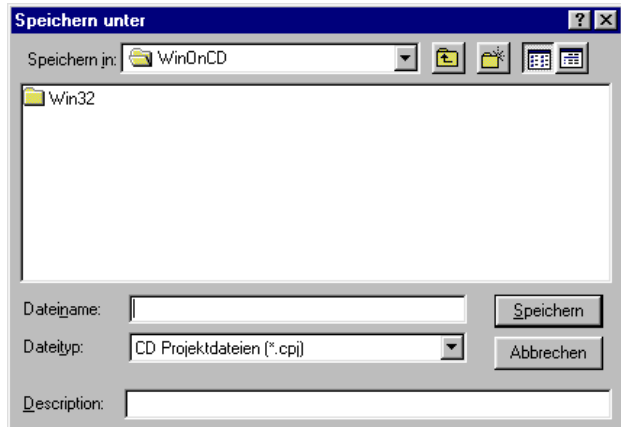 Speichern unter
Speichern in: WinOnCD
Win32
Dateiname:
Speichern
Dateityp: CD Projektdateien (*.cpj)
Abbrechen
Description: